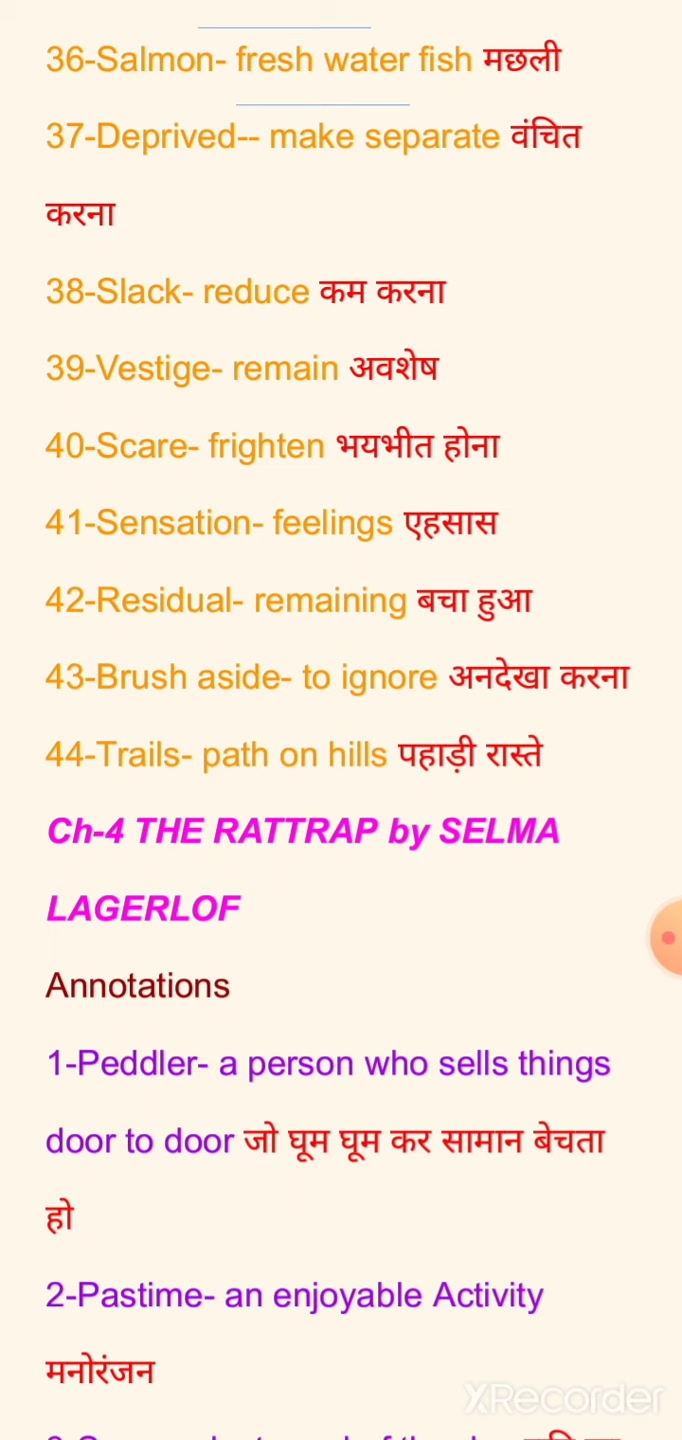 36-Salmon- fresh water fish मछली
37-Deprived-- make separate वंचित
करना
38-Slack- reduce कम करना
39-Vestige- remain अवशेष
40-Scare- frighten भयभीत होना
41-Sensation- feelings एहसास
42-Residual- remaining बचा हुआ
43-Brush aside- to ignore अनदेखा करना
44-Trails- path on hills पहाड़ी रास्ते
Ch-4 THE RATTRAP by SELMA
LAGERLOF
Annotations
1-Peddler- a person who sells things
door to door जो घूम घूम कर सामान बेचता
हो
2-Pastime- an enjoyable Activity
मनोरंजन
XRecorder